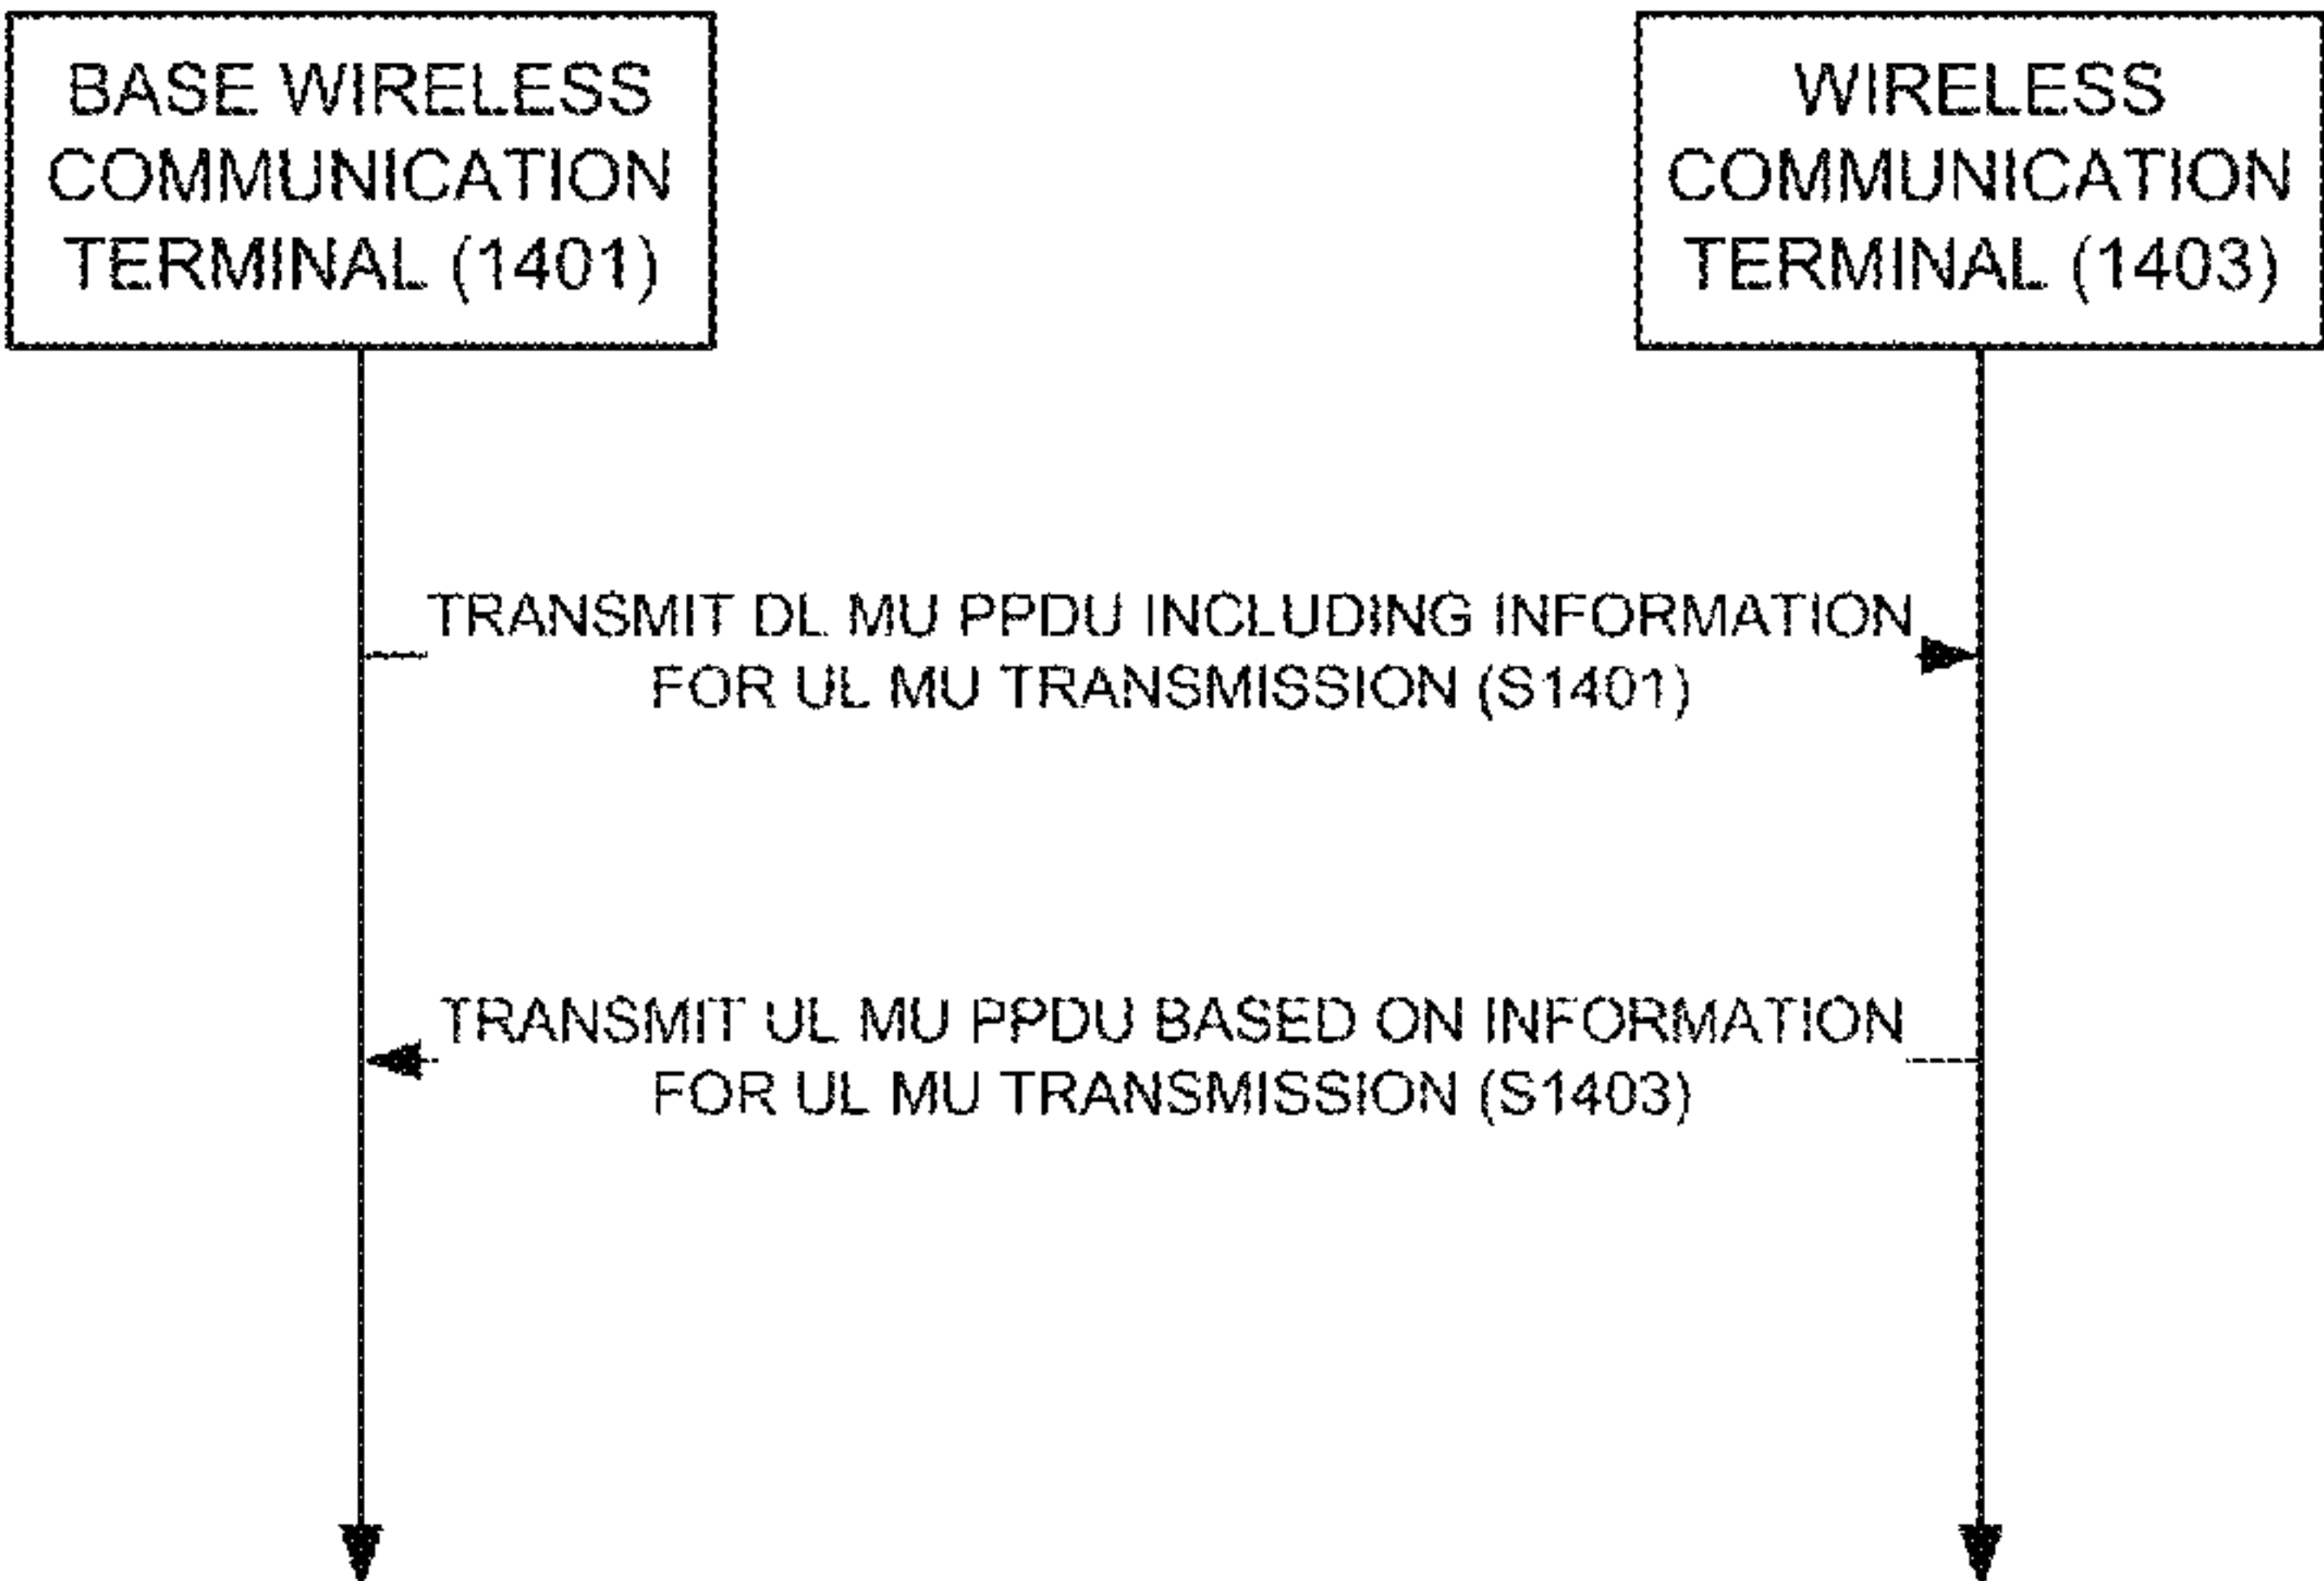 BASE WIRELESS
COMMUNICATION
TERMINAL (1401)
WIRELESS
COMMUNICATION
TERMINAL (1403)
TRANSMIT DL MU PPDU INCLUDING INFORMATION
FOR UL MU TRANSMISSION (S1401)
TRANSMIT UL MU PPDU BASED ON INFORMATION
FOR UL MU TRANSMISSION (S1403)